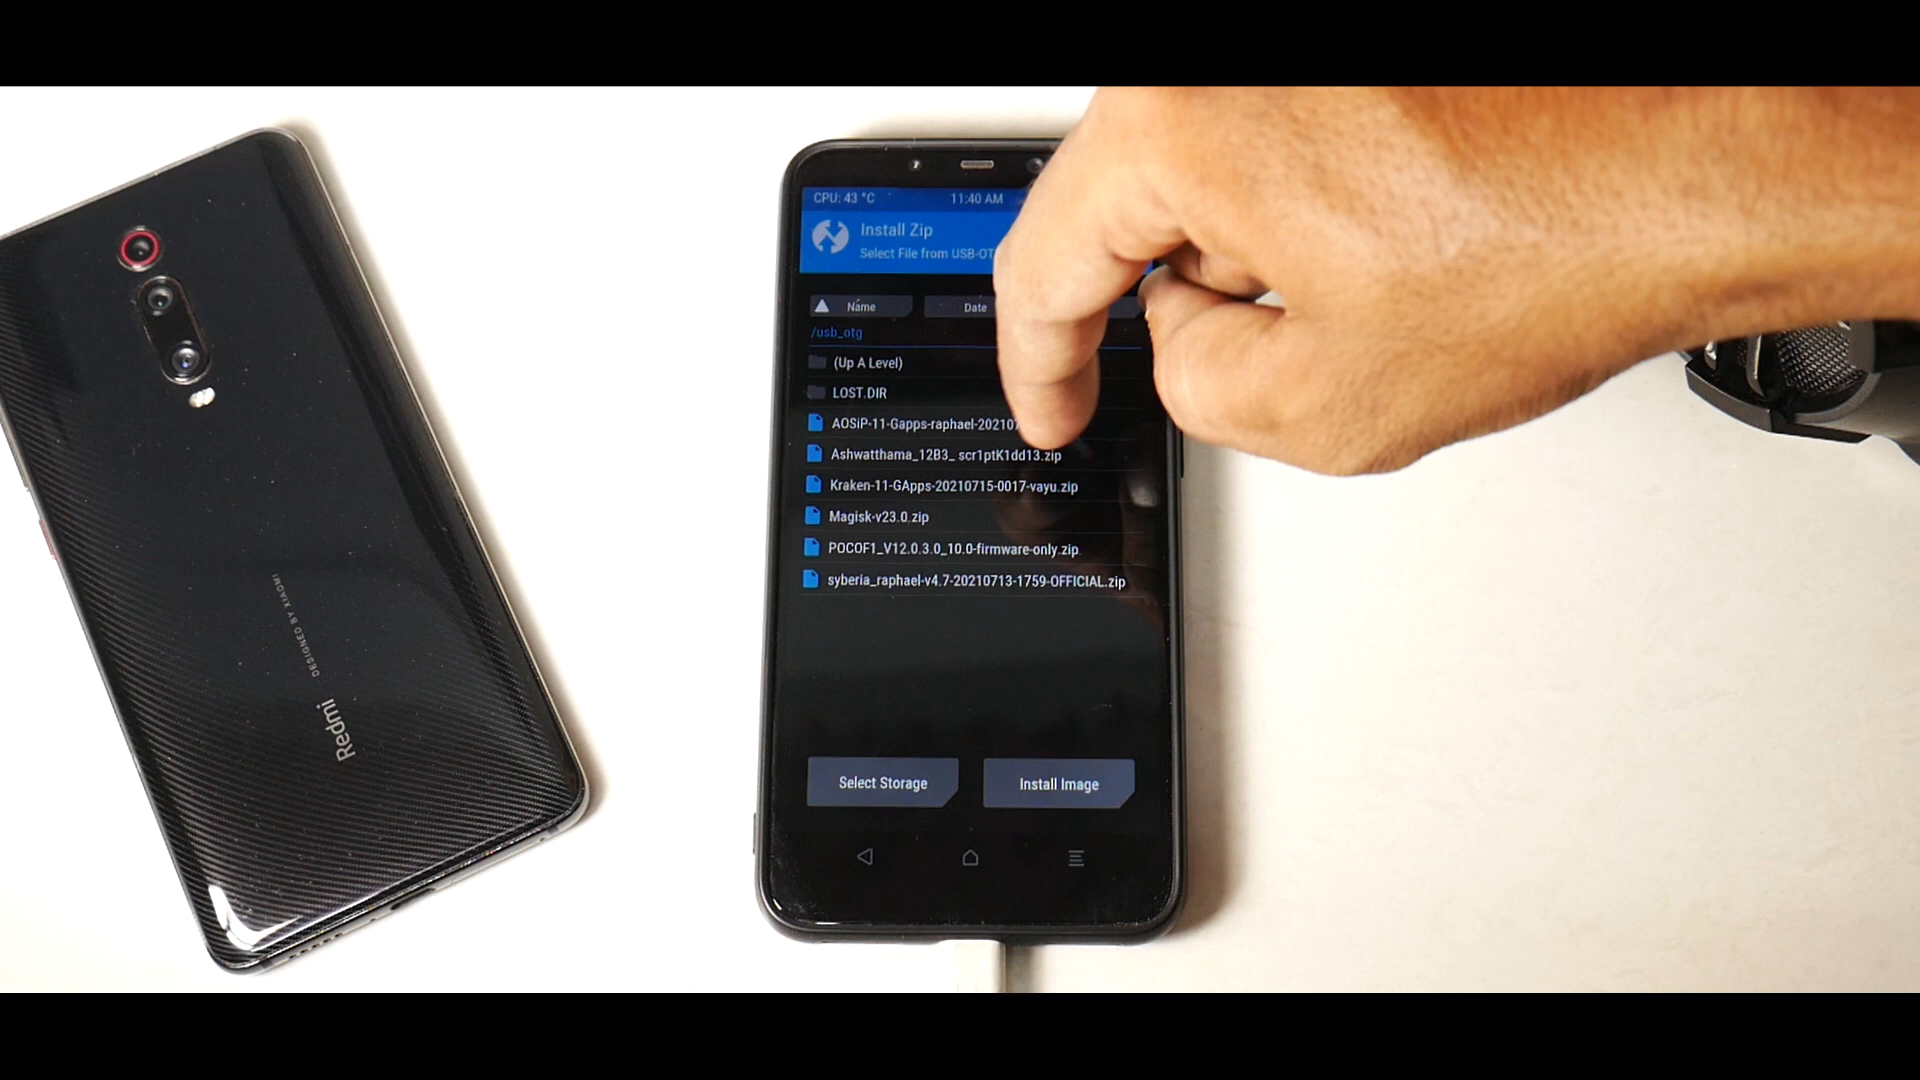 CPU: 43 °C
11:40 AM
Install Zip
Select File from
Name
Date
/usb_otg
(Up A Level)
LOST.DIR
AOSiP-11-Gapps-raphael-20210
Ashwatthama_12B3_ scr1ptK1dd13.zip
Kraken-11-GApps-20210715-0017-vayu.zip
Magisk-v23.0.zip
POCOF1_V12.0.3.0_10.0-firmware-only.zip
syberia_raphael-v4.7-20210713-1759-OFFICIAL.zip
Select Storage
Install Image
Redmi
DESIGNED BY XIAOMI